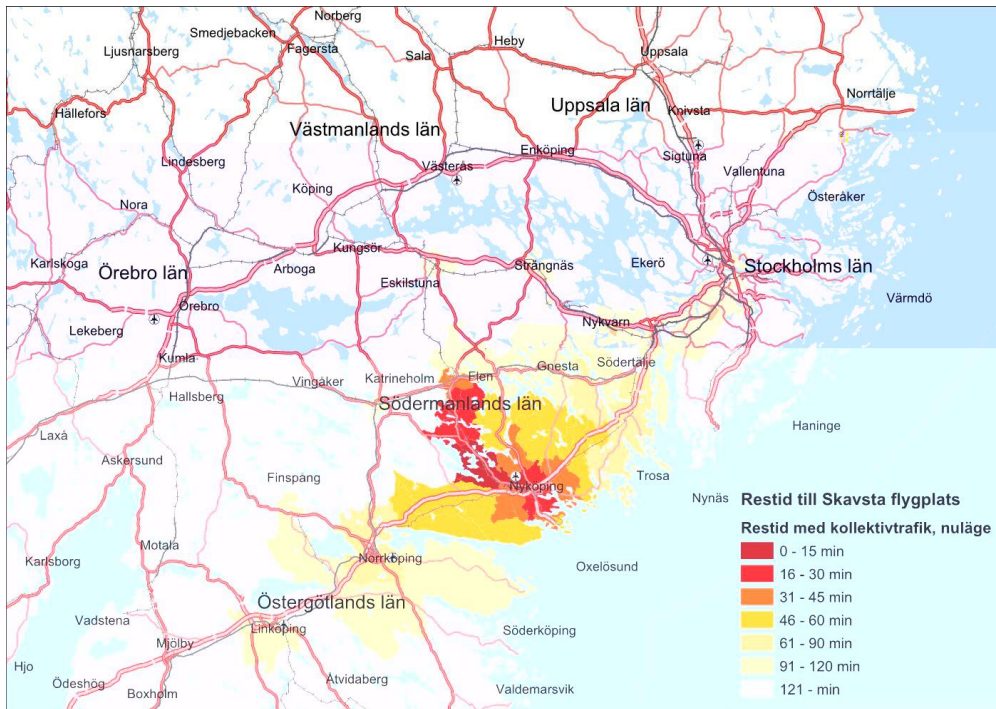 Norberg
Smedjebacken
Ljusnarsberg
Fagersta
Heby
Sala
Uppsala
Hällefors
Uppsala län
Knivsta
Norrtälje
Västmanlands län
Lindesberg
Enköping
Sigtuna
Västerås
Vallentuna
Köping
Österåker
Nora
Kungsör
Karlskoga
Örebro län
Arboga
Strängnäs
Ekerö
Stockholms län
Eskilstuna
Värmdö
Örebro
Nykvarn
Lekeberg
Kumla
Gnesta
Södertälje
Vingåker
Katrineholm
Flen
Hallsberg
Södermanlands län
Haninge
Laxå
Askersund
Finspång
Trosa
Nyköping
Nynäs
Restid till Skavsta flygplats
Restid med kollektivtrafik, nuläge
0 - 15 min
16 - 30 min
31 - 45 min
46 - 60 min
61 - 90 min
91 - 120 min
121 - min
Motala
Karlsborg
Norrköping
Oxelösund
Östergötlands län
Vadstena
Linköping
Söderköping
Mjölby
Hjo
Ödeshög
Åtvidaberg
Boxholm
Valdemarsvik